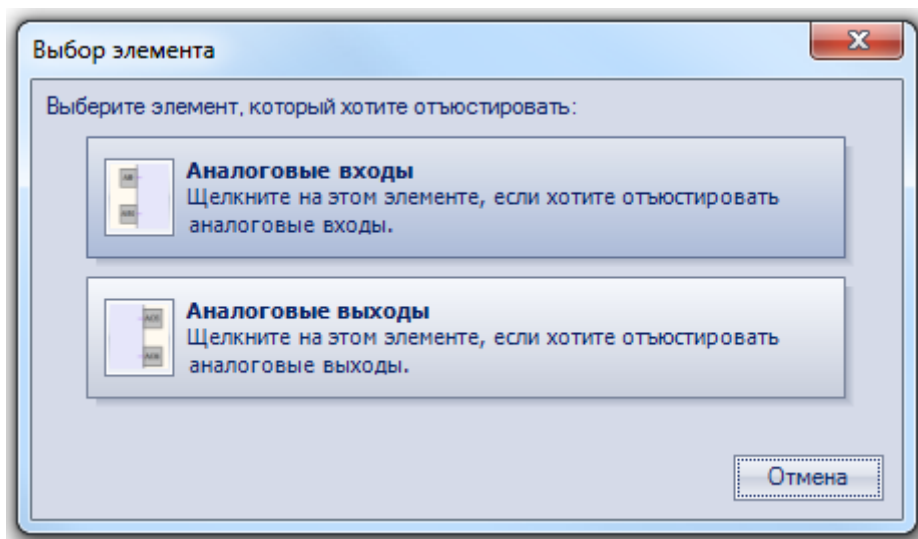 Выбор элемента
Выберите элемент, который хотите отъюстировать:
Аналоговые входы
Щелкните на этом элементе, если хотите отъюстировать
аналоговые входы.
Аналоговые выходы
Щелкните на этом элементе, если хотите отъюстировать
аналоговые выходы.
Отмена